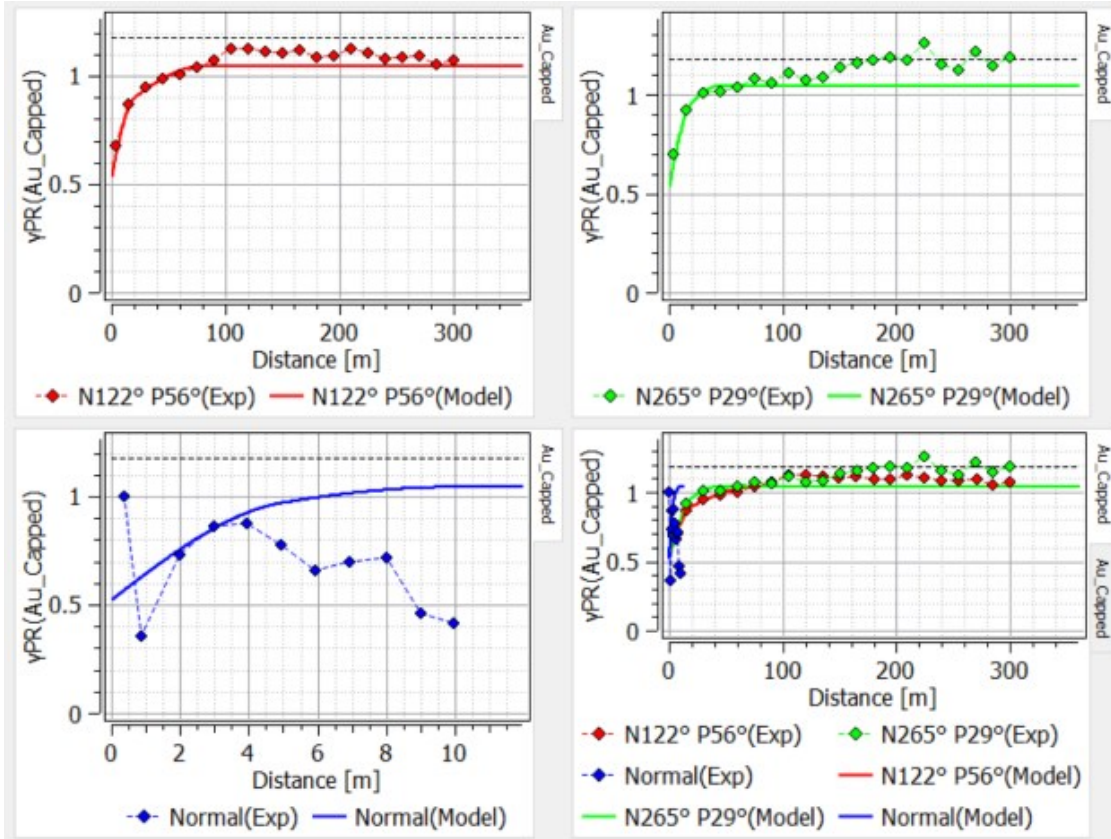 Au_Capped
γPR(Au_Capped)
1
0.5
0
0 100 200 300
Distance [m]
N122° P56°(Exp) N122° P56°(Model)
Au_Capped
γPR(Au_Capped)
1
0.5
0
0 100 200 300
Distance [m]
N265° P29°(Exp) N265° P29°(Model)
Au_Capped
γPR(Au_Capped)
1
0.5
0
0 2 4 6 8 10
Distance [m]
Normal(Exp) Normal(Model)
Au_Capped
Au_Capped
γPR(Au_Capped)
1
0.5
0
0 100 200 300
Distance [m]
N122° P56°(Exp) N265° P29°(Exp)
Normal(Exp) N122° P56°(Model)
N265° P29°(Model) Normal(Model)